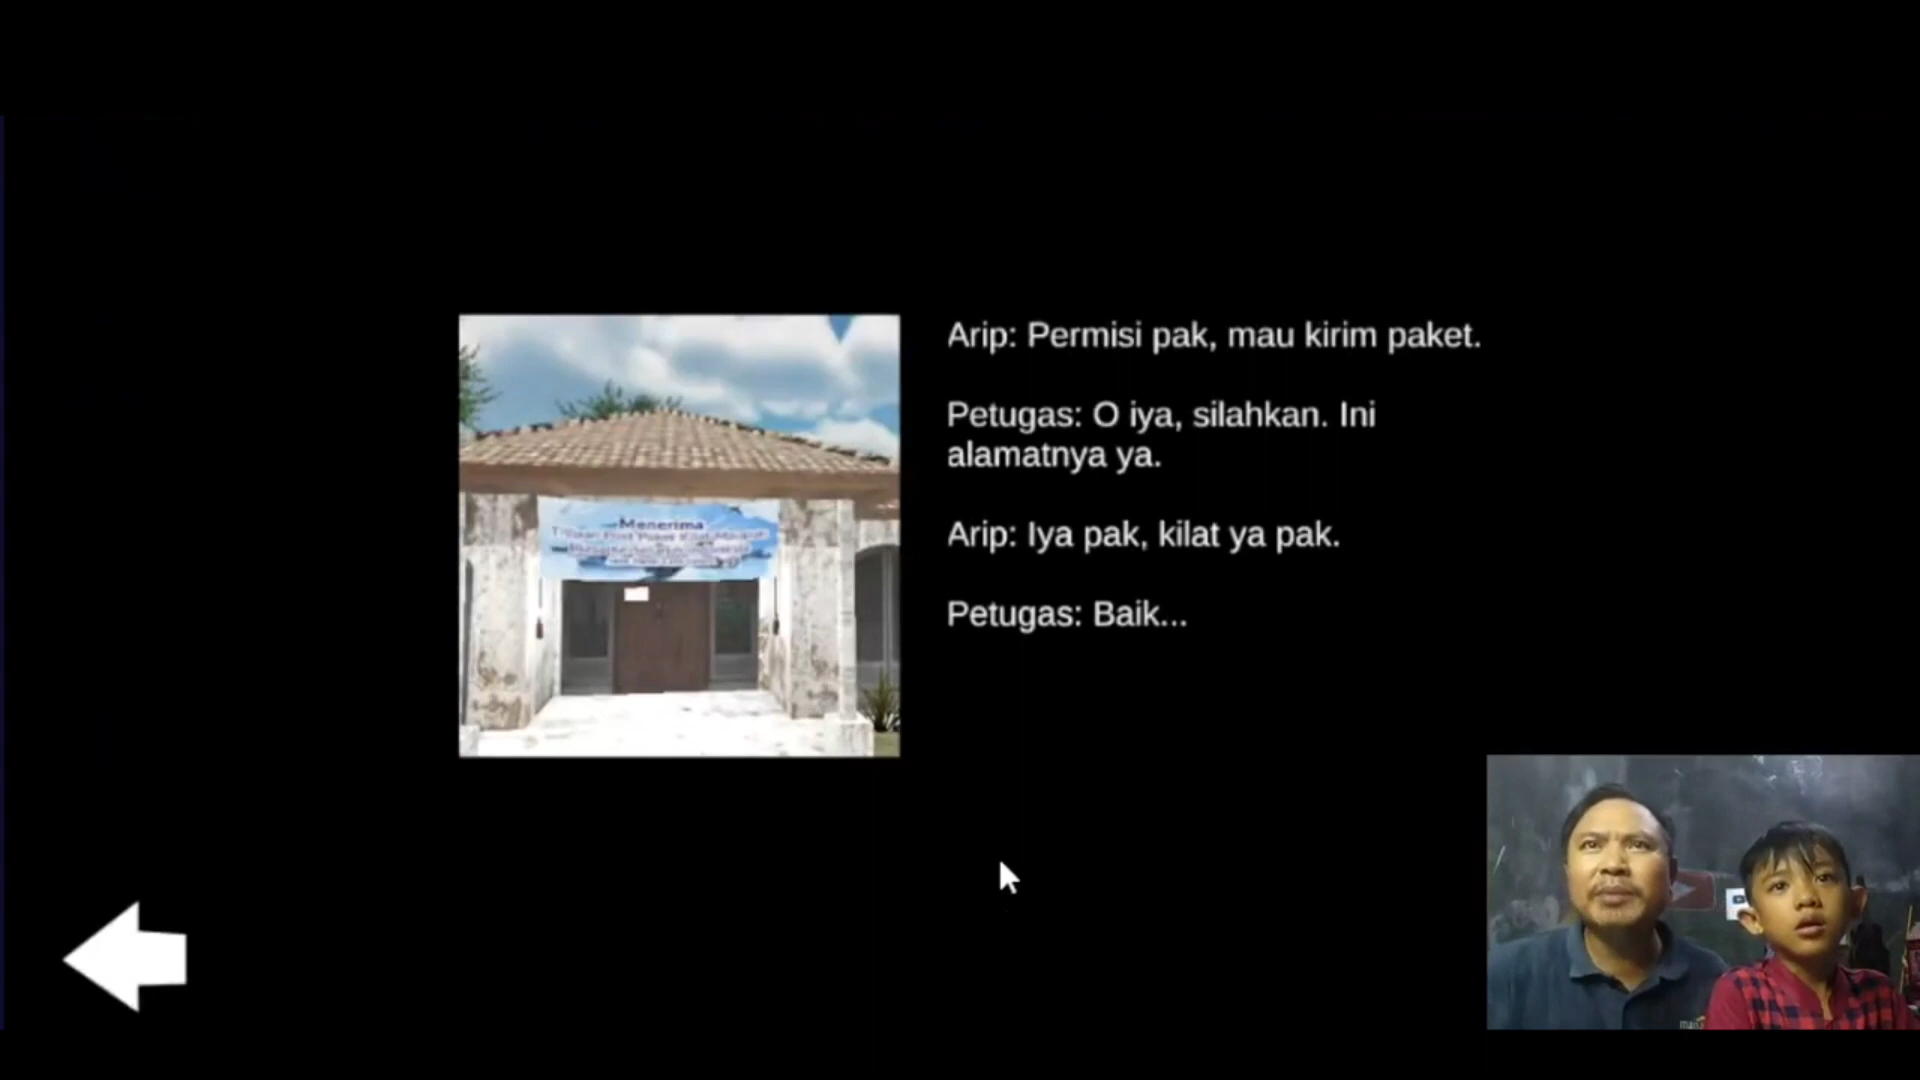 Arip: Permisi pak, mau kirim paket.
Petugas: O iya, silahkan. Ini
alamatnya ya.
Arip: Iya pak, kilat ya pak.
Petugas: Baik...
Menerima